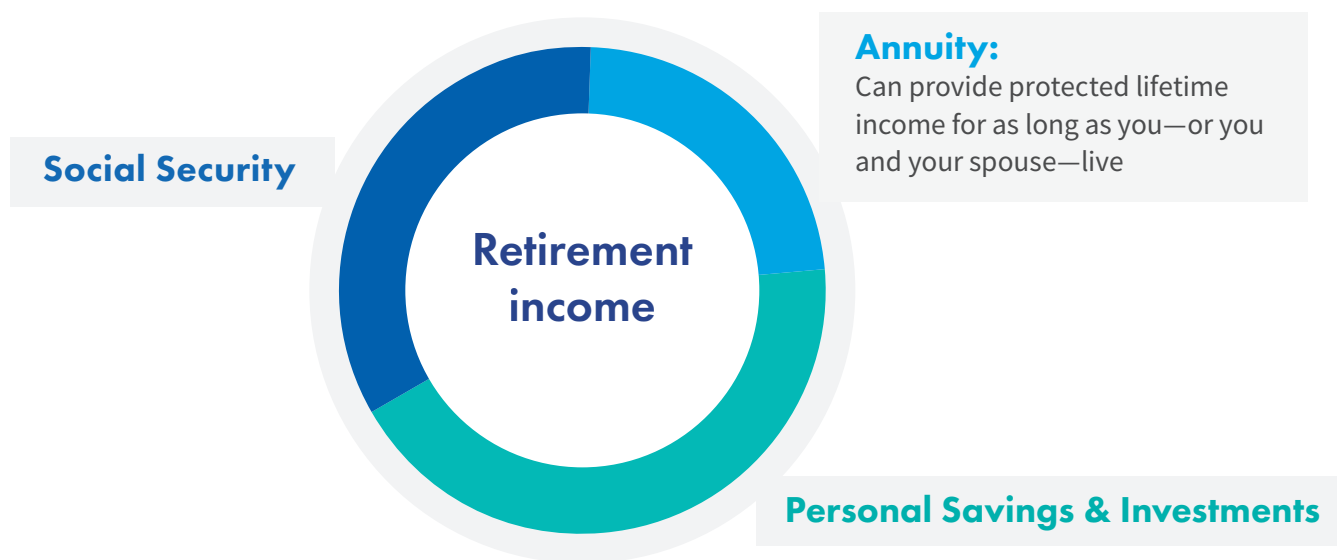 Social Security
Retirement
income
Annuity:
Can provide protected lifetime
income for as long as you—or you
and your spouse—live
Personal Savings & Investments